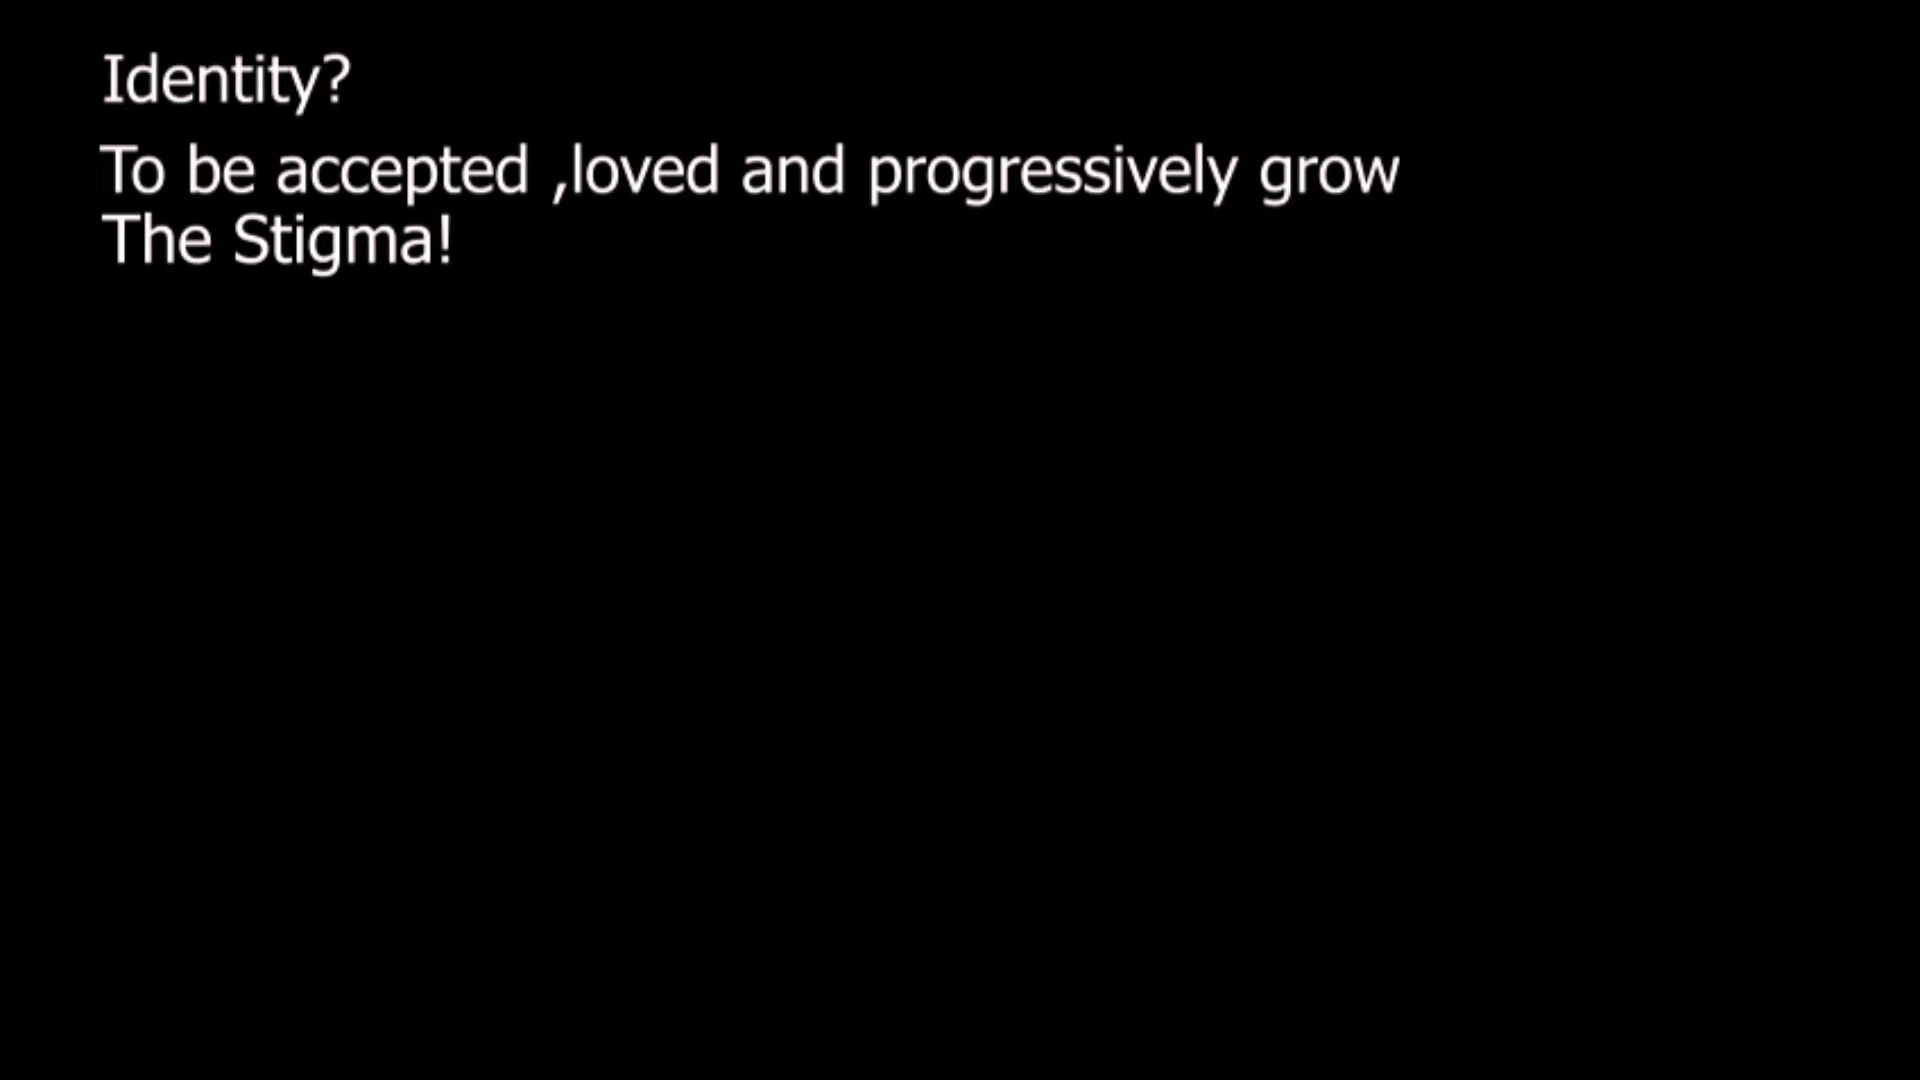 Identity?
To be accepted ,loved and progressively grow
The Stigma!